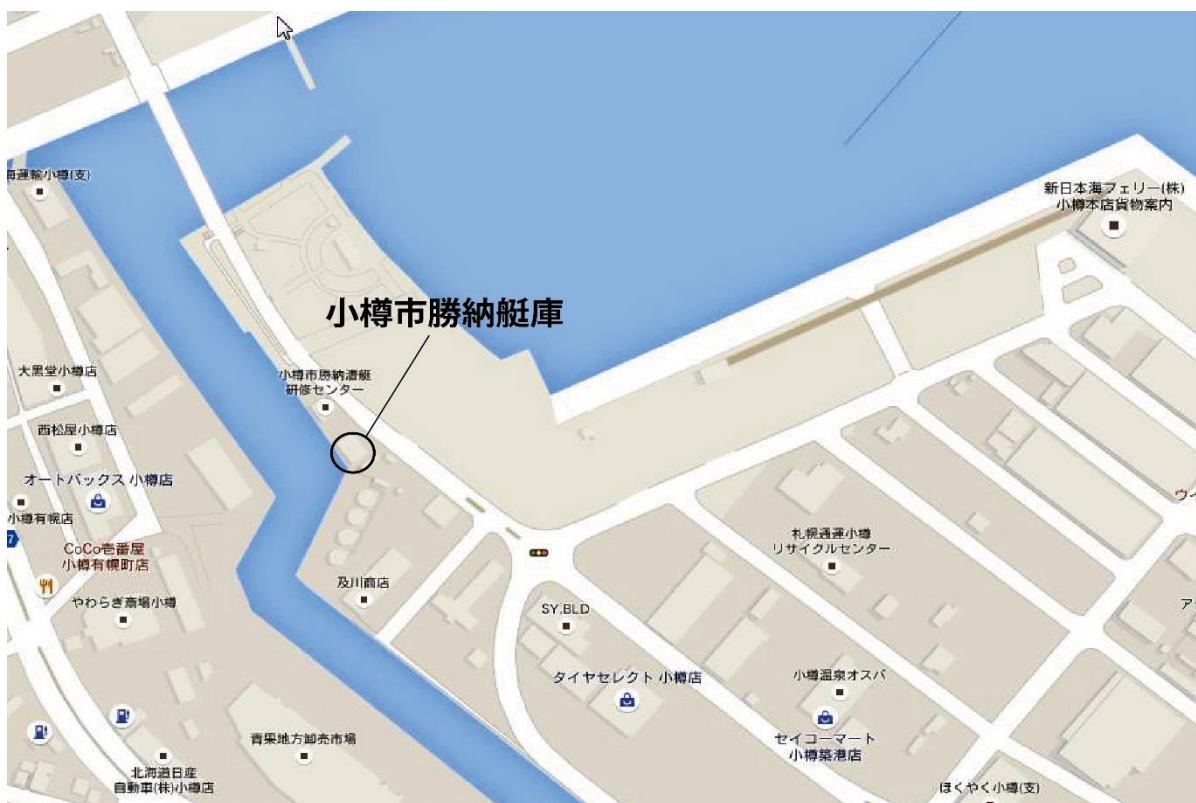 海運輸小樽(支)
新日本海フェリー(株)
小樽本店貨物案内
小樽市勝納艇庫
大黒堂小樽店
小樽市勝納漕艇
研修センター
西松屋小樽店
オートバックス 小樽店
小樽有幌店
7
CoCo壱番屋
小樽有幌町店
やわらぎ斎場小樽
及川商店
札幌通運小樽
リサイクルセンター
ウイ
ア
SY.BLD
タイヤセレクト 小樽店
小樽温泉オスパ
セイコーマート
小樽築港店
青果地方卸売市場
北海道日産
自動車(株)小樽店
ほくやく小樽(支)